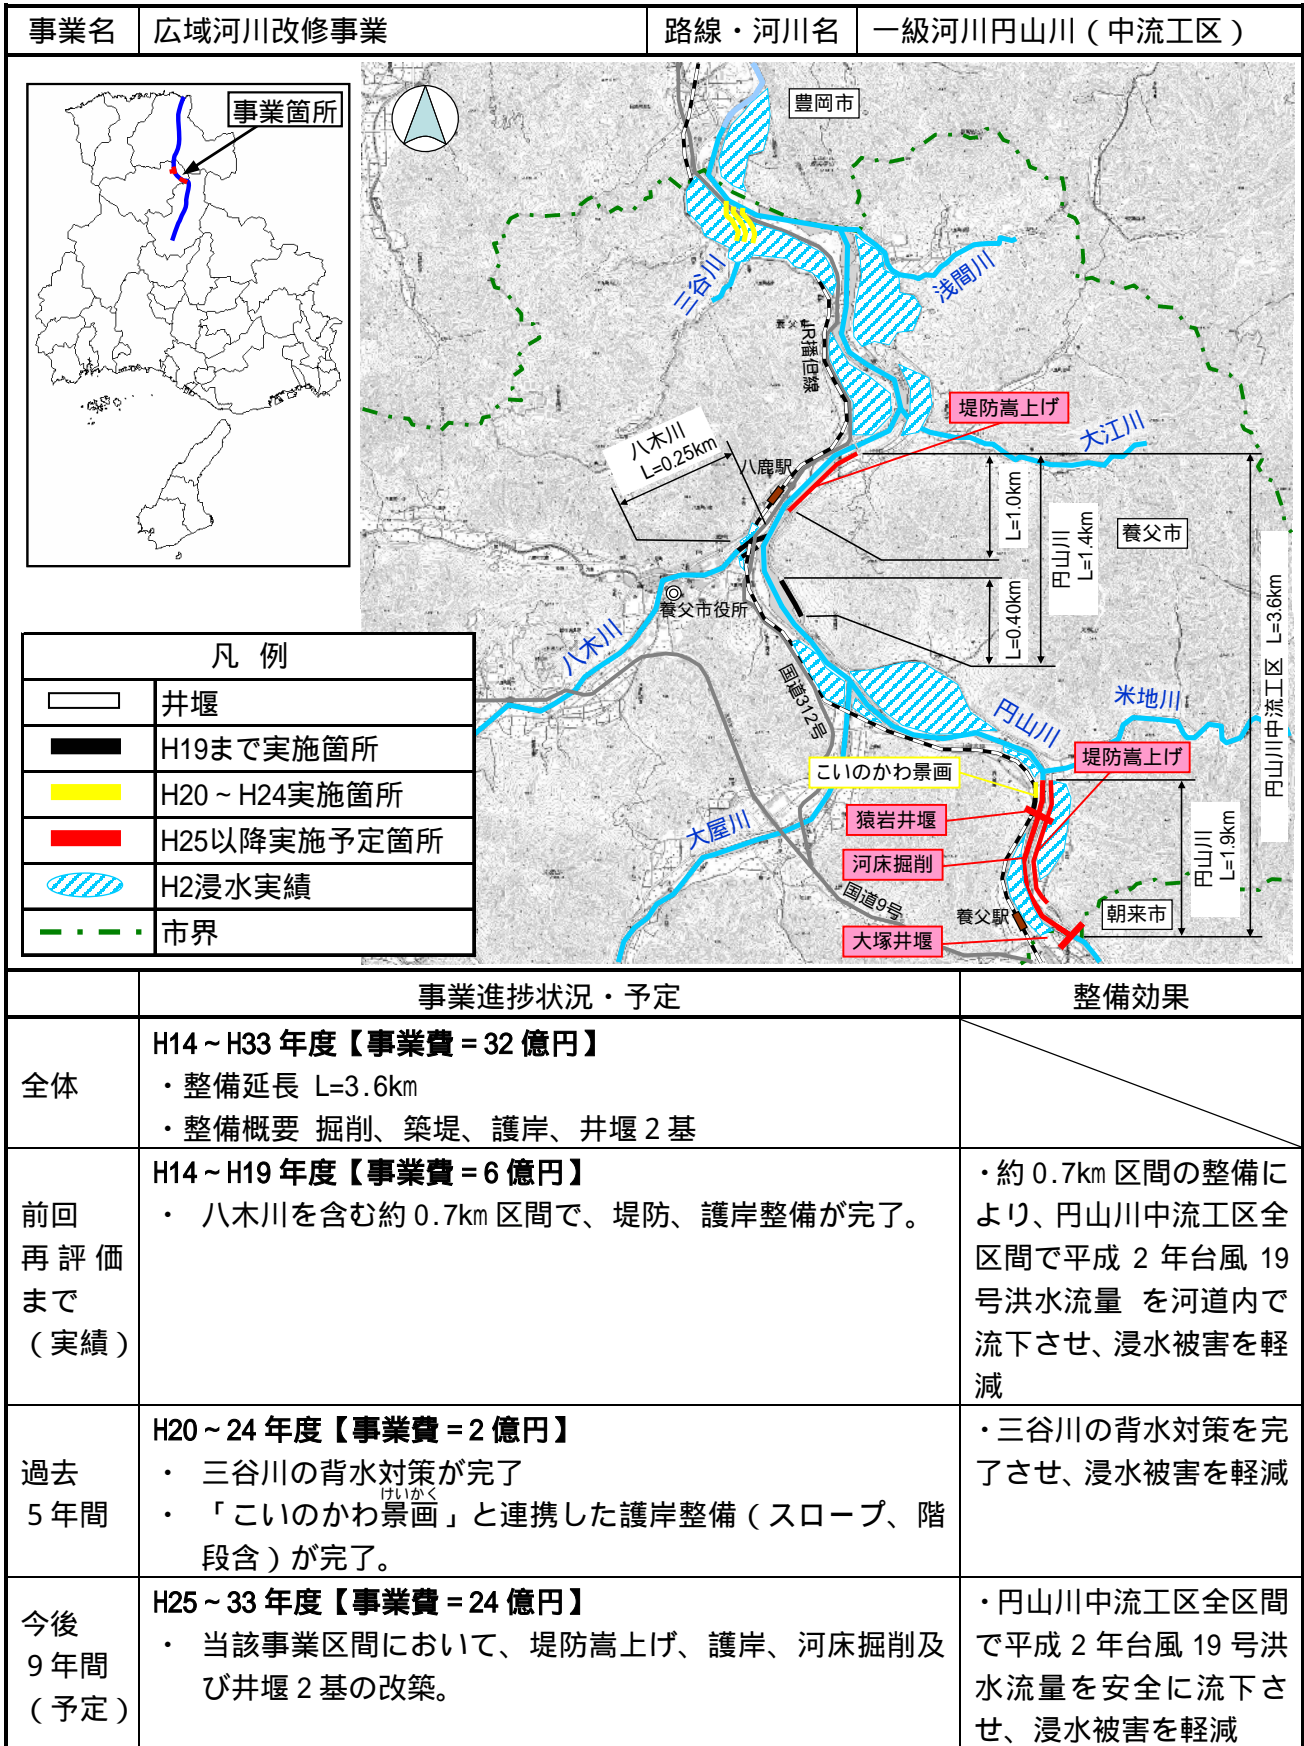 事業名 広域河川改修事業 路線・河川名 一級河川円山川（中流工区）
事業箇所
豊岡市
三谷川
浅間川
JR播但線
堤防嵩上げ
大江川
八木川
L=0.25km
八鹿駅
L=1.0km
円山川
L=1.4km
養父市
L=0.40km
円山川中流工区 L=3.6km
養父市役所
八木川
国道312号
円山川
米地川
堤防嵩上げ
こいのかわ景画
猿岩井堰
大屋川
河床掘削
円山川
L=1.9km
国道9号
養父駅
朝来市
大塚井堰
凡 例
井堰
H19まで実施箇所
H20～H24実施箇所
H25以降実施予定箇所
H2浸水実績
市界
事業進捗状況・予定 整備効果
全体
H14～H33 年度【事業費＝32 億円】
・整備延長 L=3.6km
・整備概要 掘削、築堤、護岸、井堰２基
前回
再評価
まで
（実績）
H14～H19 年度【事業費＝6 億円】
・ 八木川を含む約 0.7km 区間で、堤防、護岸整備が完了。
・約 0.7km 区間の整備に
より、円山川中流工区全
区間で平成 2 年台風 19
号洪水流量 を河道内で
流下させ、浸水被害を軽
減
過去
５年間
H20～24 年度【事業費＝2 億円】
・ 三谷川の背水対策が完了
けいかく
・ 「こいのかわ景画」と連携した護岸整備（スロープ、階
段含）が完了。
・三谷川の背水対策を完
了させ、浸水被害を軽減
今後
９年間
（予定）
H25～33 年度【事業費＝24 億円】
・ 当該事業区間において、堤防嵩上げ、護岸、河床掘削及
び井堰２基の改築。
・円山川中流工区全区間
で平成 2 年台風 19 号洪
水流量を安全に流下さ
せ、浸水被害を軽減